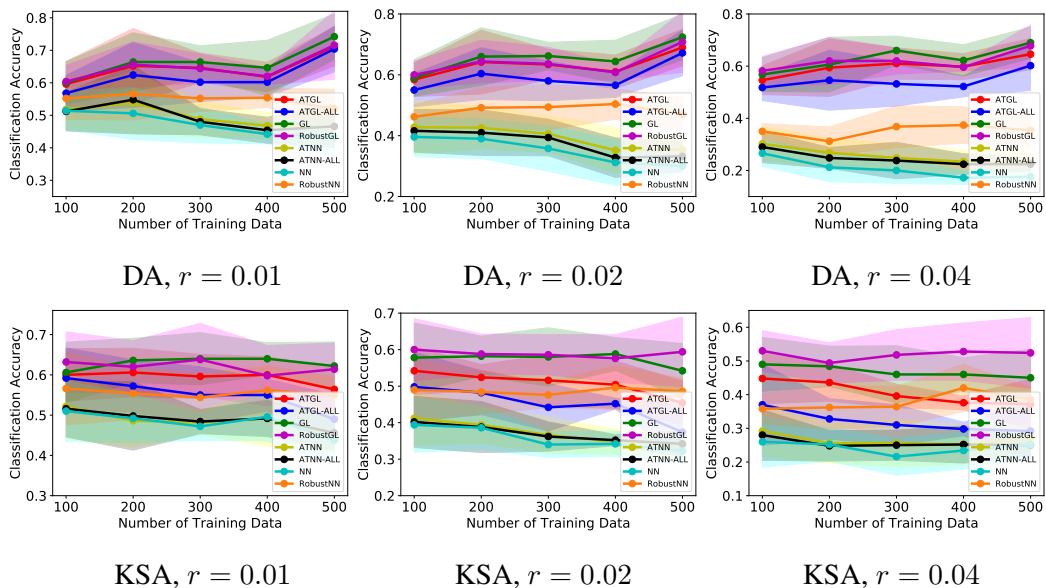 0.8
0.7
0.6
0.5
0.3
Classification Accuracy
ATGL
ATGL-ALL
GL
RobustGL
ATNN
ATNN-ALL
NN
RobustNN
100 200 300 400 500
Number of Training Data
DA, r = 0.01
0.8
0.6
0.4
0.2
Classification Accuracy
ATGL
ATGL-ALL
GL
RobustGL
ATNN
ATNN-ALL
NN
RobustNN
100 200 300 400 500
Number of Training Data
DA, r = 0.02
0.8
0.6
0.4
0.2
Classification Accuracy
ATGL
ATGL-ALL
GL
RobustGL
ATNN
ATNN-ALL
NN
RobustNN
100 200 300 400 500
Number of Training Data
DA, r = 0.04
0.7
0.6
0.5
0.4
0.3
Classification Accuracy
ATGL
ATGL-ALL
GL
RobustGL
ATNN
ATNN-ALL
NN
RobustNN
100 200 300 400 500
Number of Training Data
KSA, r = 0.01
0.7
0.6
0.5
0.4
0.3
0.2
Classification Accuracy
ATGL
ATGL-ALL
GL
RobustGL
ATNN
ATNN-ALL
NN
RobustNN
100 200 300 400 500
Number of Training Data
KSA, r = 0.02
0.6
0.5
0.4
0.3
0.2
0.1
Classification Accuracy
ATGL
ATGL-ALL
GL
RobustGL
ATNN
ATNN-ALL
NN
RobustNN
100 200 300 400 500
Number of Training Data
KSA, r = 0.04